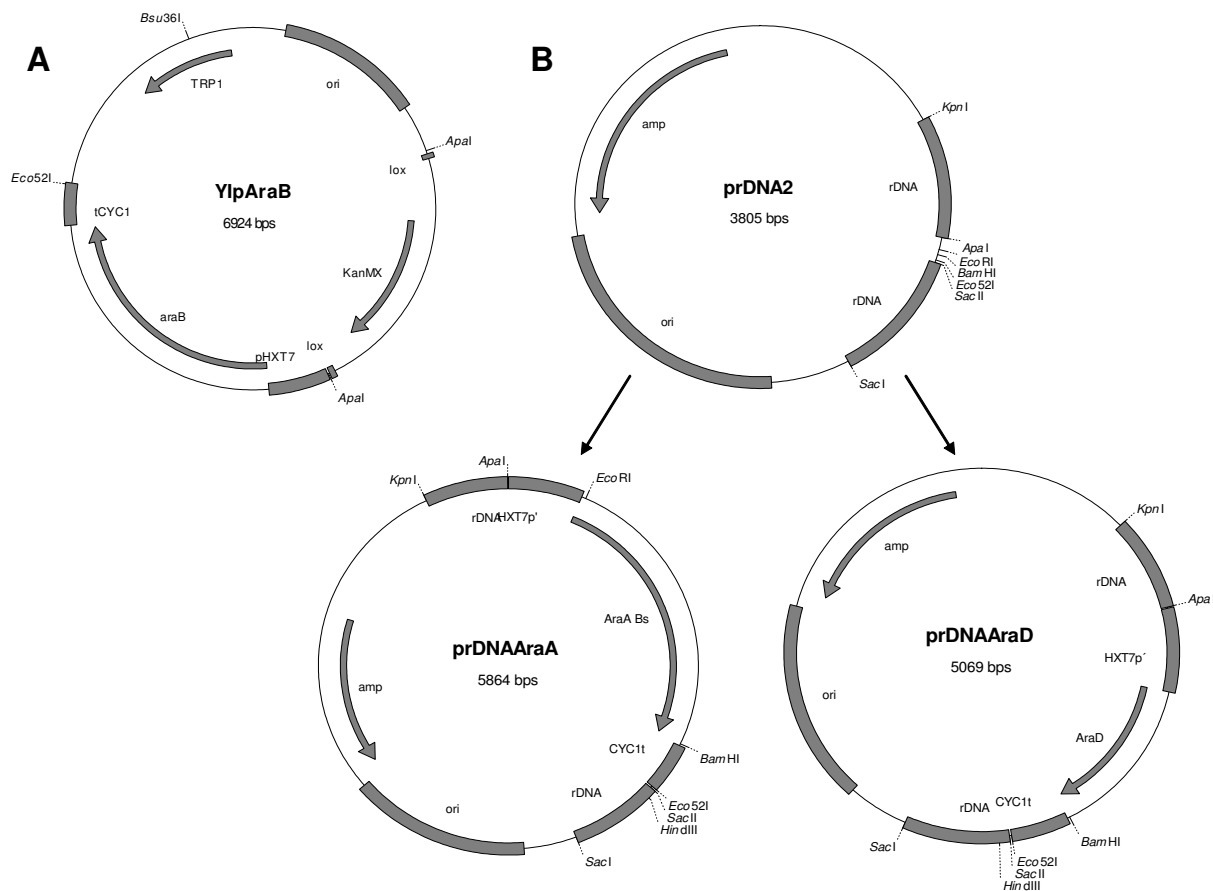 A
Bsu36I
TRP1
ori
ApaI
lox
Eco52I
YIpAraB
6924 bps
tCYC1
KanMX
araB
pHXT7
lox
ApaI
B
amp
KpnI
rDNA
prDNA2
3805 bps
ApaI
EcoRI
BamHI
Eco52I
SacII
rDNA
ori
SacI
KpnI
ApaI
EcoRI
rDNA
HXT7p'
AraA Bs
prDNAAraA
5864 bps
amp
CYC1t
BamHI
rDNA
ori
Eco52I
SacII
HindIII
SacI
amp
KpnI
rDNA
Apa
prDNAAraD
5069 bps
HXT7p´
ori
AraD
rDNA
CYC1t
SacI
BamHI
Eco52I
SacII
HindIII